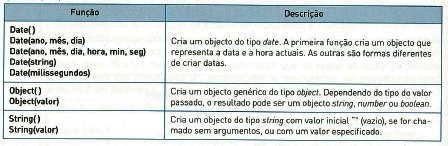 Função
Descrição
Date()
Date(ano, mês, dia)
Date(ano, mês, dia, hora, min, seg)
Date(string)
Date(milissegundos)
Cria um objecto do tipo date. A primeira função cria um objecto que
representa a data e a hora actuais. As outras são formas diferentes
de criar datas.
Object()
Object(valor)
Cria um objecto genérico do tipo object. Dependendo do tipo do valor
passado, o resultado pode ser um objecto string, number ou boolean.
String()
String(valor)
Cria um objecto do tipo string com valor inicial "" (vazio), se for cha-
mado sem argumentos, ou com um valor especificado.